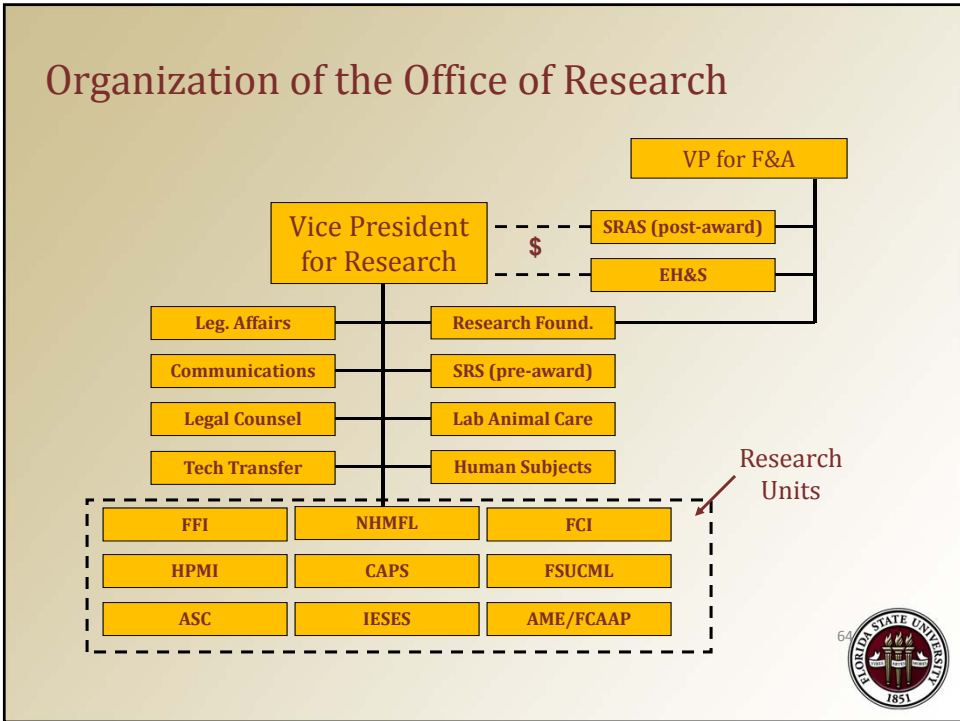 Organization of the Office of Research
VP for F&A
Vice President
for Research
$
SRAS (post-award)
EH&S
Leg. Affairs
Research Found.
Communications
SRS (pre-award)
Legal Counsel
Lab Animal Care
Tech Transfer
Human Subjects
Research
Units
FFI
NHMFL
FCI
HPMI
CAPS
FSUCML
ASC
IESES
AME/FCAAP
64
FLORIDA STATE UNIVERSITY
1851